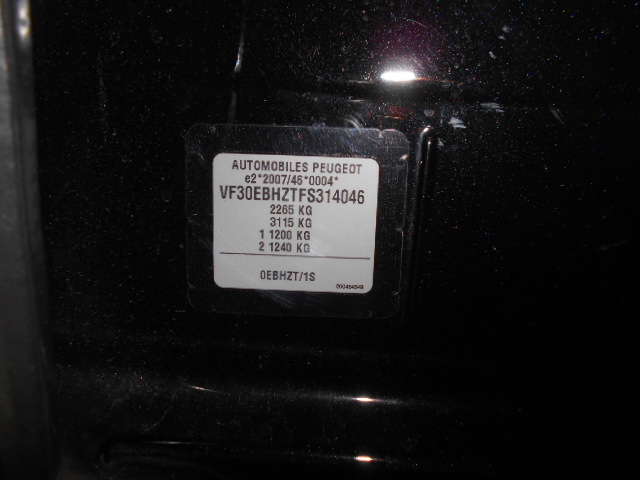 AUTOMOBILES PEUGEOT
e2*2007/46*0004*
VF30EBHZTFS314046
2265 KG
3115 KG
1 1200 KG
2 1240 KG
0EBHZT/1S